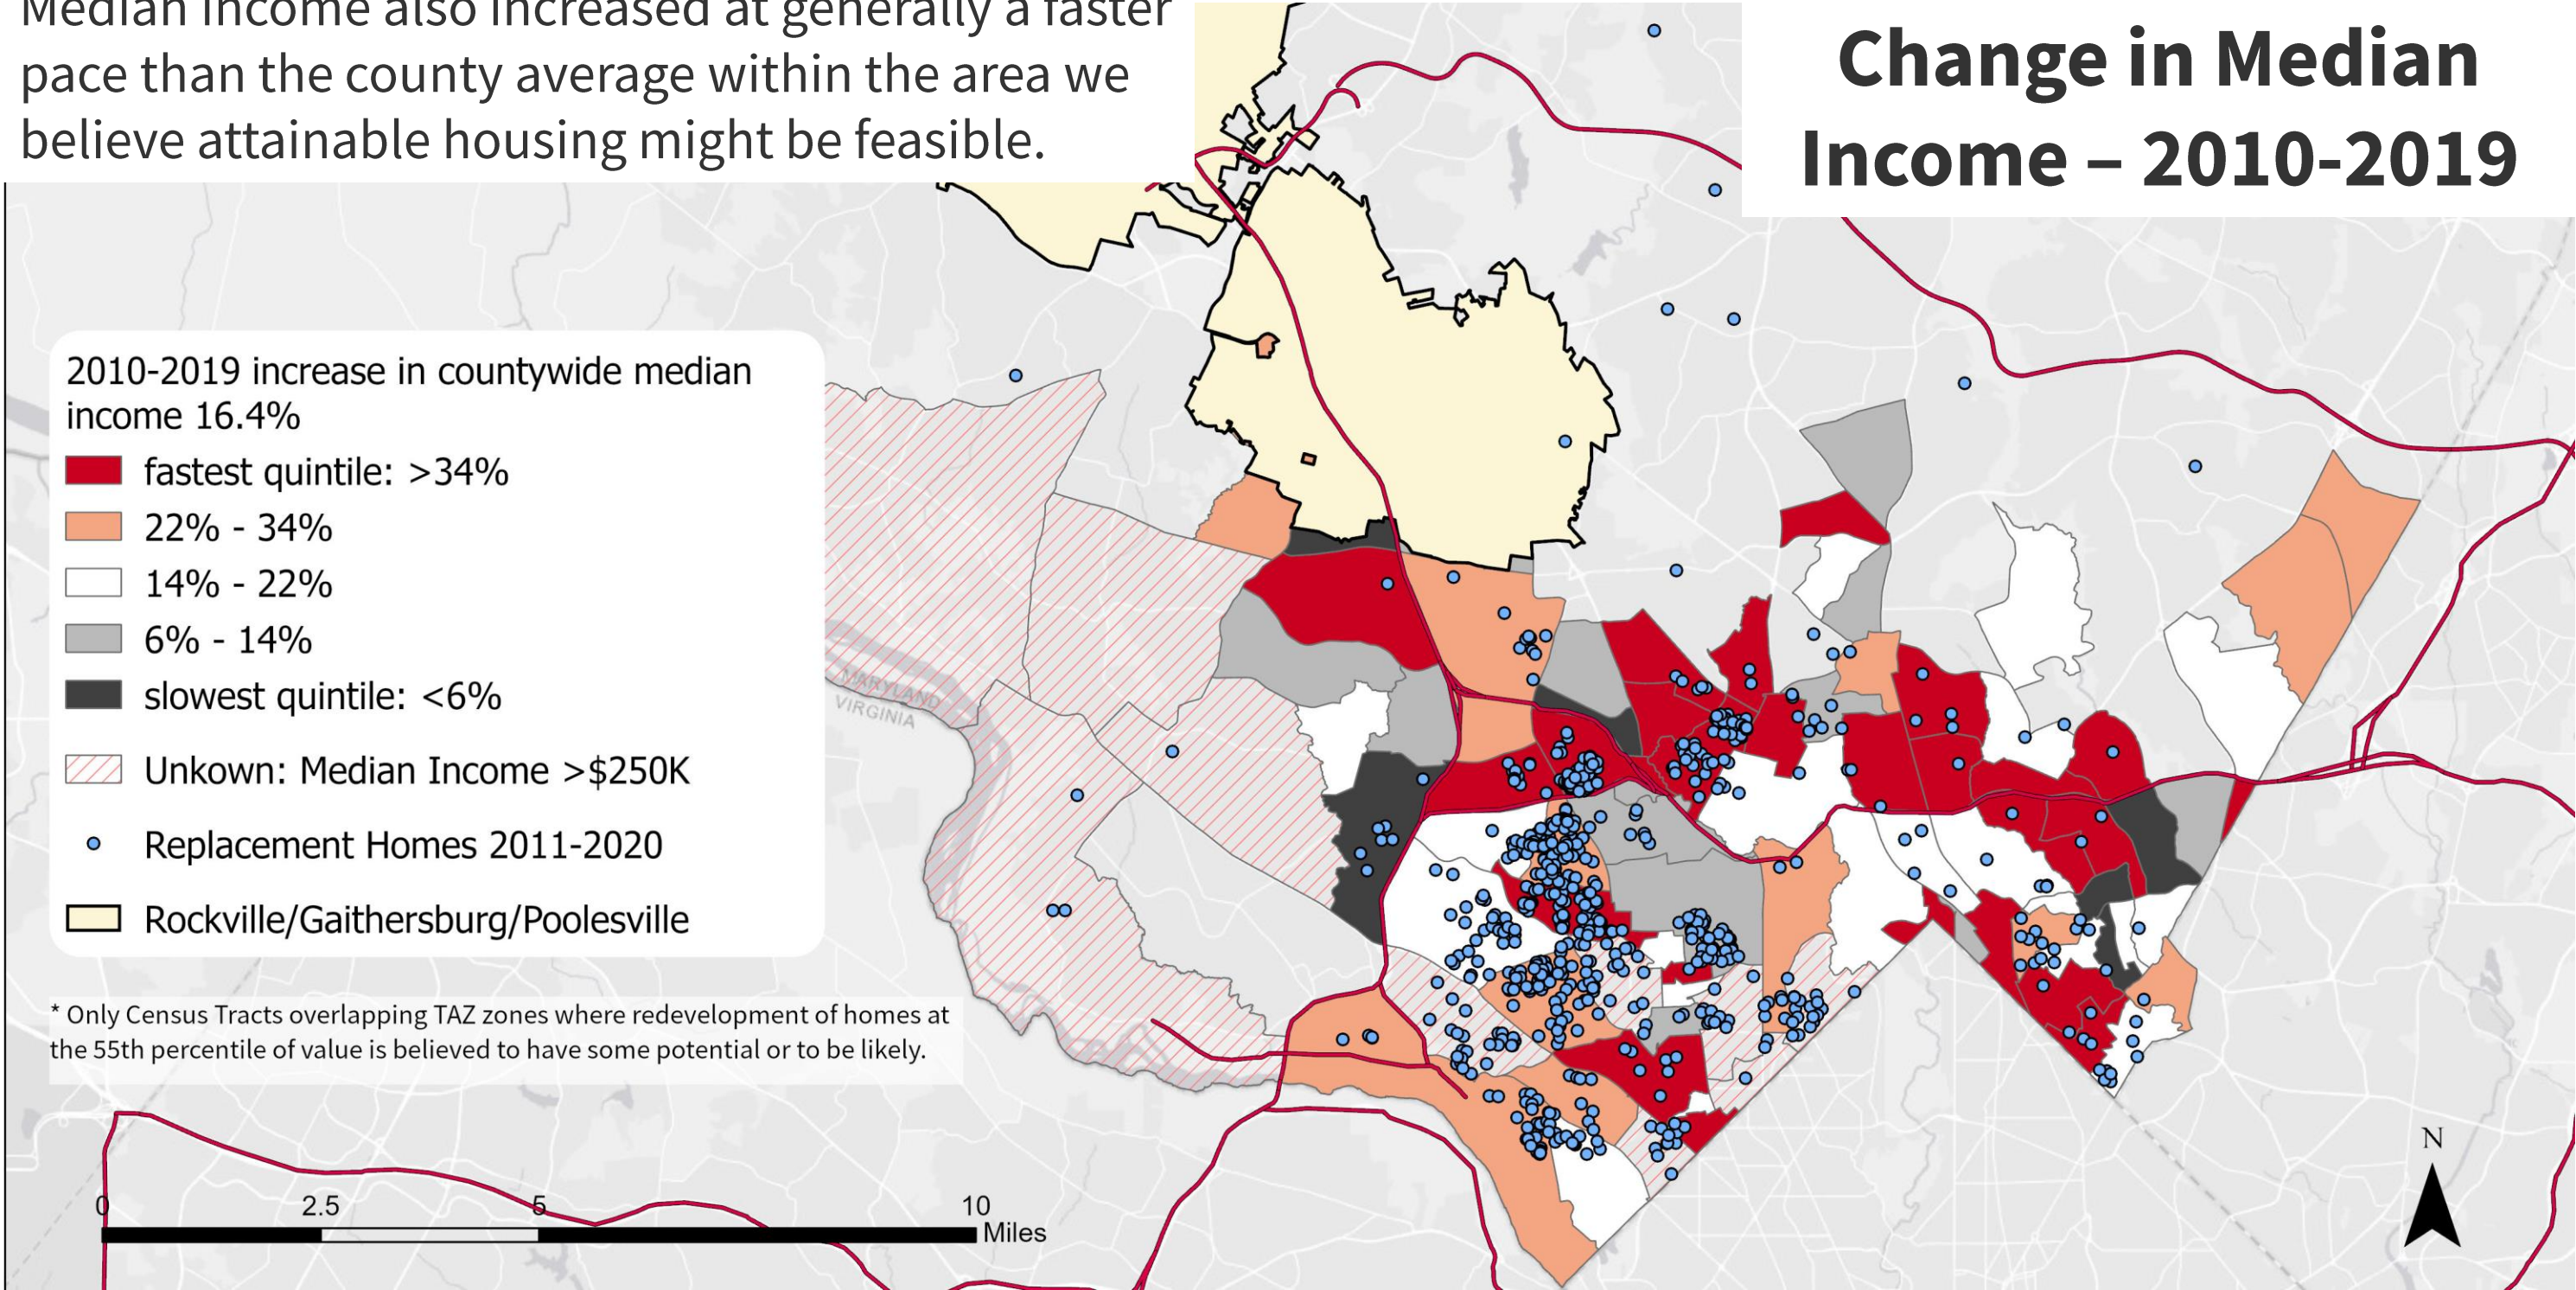 Median Income also increased at generally a faster
pace than the county average within the area we
believe attainable housing might be feasible.
Change in Median
Income – 2010-2019
2010-2019 increase in countywide median
income 16.4%
fastest quintile: >34%
22% - 34%
14% - 22%
6% - 14%
slowest quintile: <6%
Unkown: Median Income >$250K
Replacement Homes 2011-2020
Rockville/Gaithersburg/Poolesville
MARYLAND
VIRGINIA
* Only Census Tracts overlapping TAZ zones where redevelopment of homes at
the 55th percentile of value is believed to have some potential or to be likely.
N
0 2.5 5 10
Miles